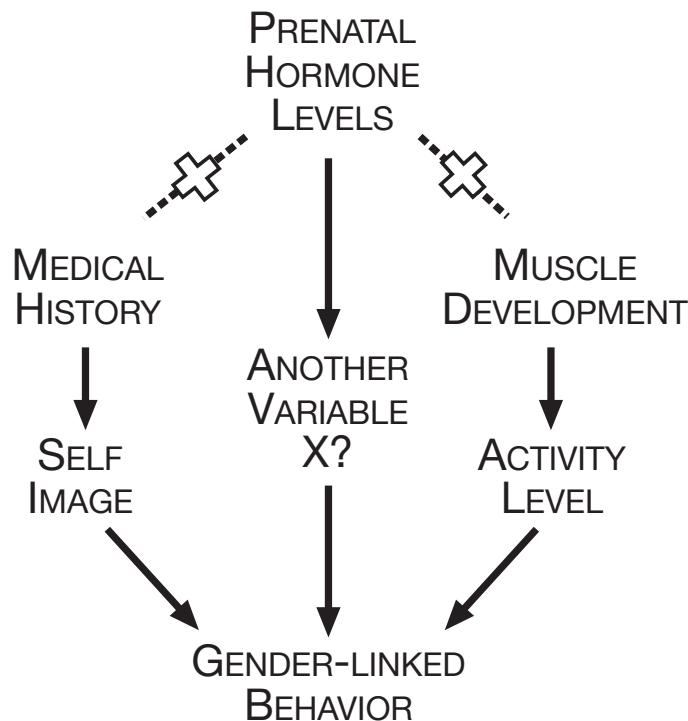 PRENATAL
HORMONE
LEVELS
MEDICAL
HISTORY
MUSCLE
DEVELOPMENT
ANOTHER
VARIABLE
X?
SELF
IMAGE
ACTIVITY
LEVEL
GENDER-LINKED
BEHAVIOR